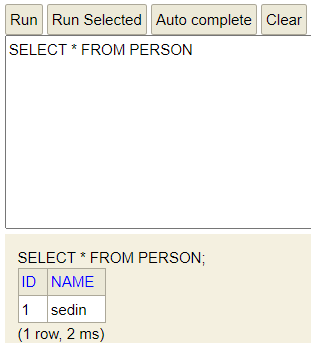 Run Run Selected Auto complete Clear
SELECT * FROM PERSON
SELECT * FROM PERSON;
ID NAME
1 sedin
(1 row, 2 ms)